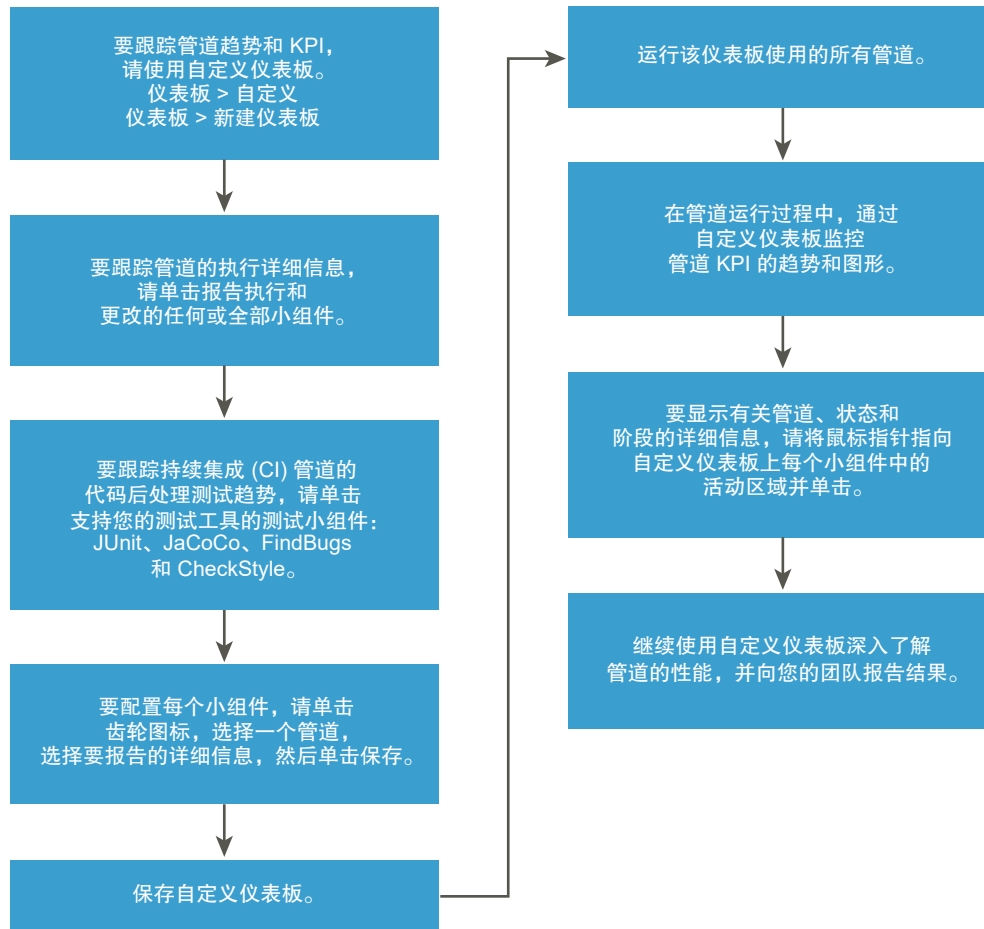 要跟踪管道趋势和 KPI，
请使用自定义仪表板。
仪表板 > 自定义
仪表板 > 新建仪表板
要跟踪管道的执行详细信息，
请单击报告执行和
更改的任何或全部小组件。
要跟踪持续集成 (CI) 管道的
代码后处理测试趋势，请单击
支持您的测试工具的测试小组件：
JUnit、JaCoCo、FindBugs
和 CheckStyle。
要配置每个小组件，请单击
齿轮图标，选择一个管道，
选择要报告的详细信息，然后单击保存。
保存自定义仪表板。
运行该仪表板使用的所有管道。
在管道运行过程中，通过
自定义仪表板监控
管道 KPI 的趋势和图形。
要显示有关管道、状态和
阶段的详细信息，请将鼠标指针指向
自定义仪表板上每个小组件中的
活动区域并单击。
继续使用自定义仪表板深入了解
管道的性能，并向您的团队报告结果。